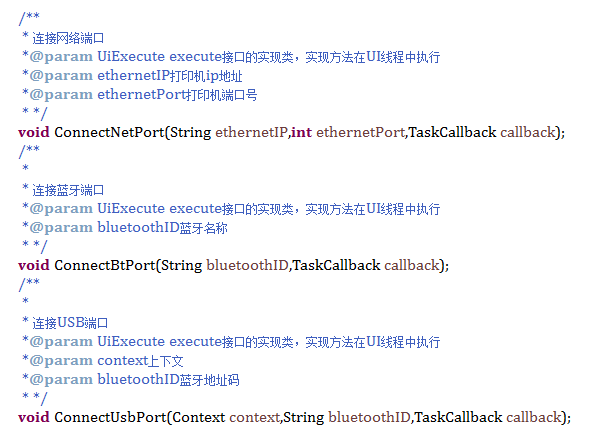 /**
* 连接网络端口
*@param UiExecute execute接口的实现类，实现方法在UI线程中执行
*@param ethernetIP打印机ip地址
*@param ethernetPort打印机端口号
* */
void ConnectNetPort(String ethernetIP,int ethernetPort,TaskCallback callback);
/**
*
* 连接蓝牙端口
*@param UiExecute execute接口的实现类，实现方法在UI线程中执行
*@param bluetoothID蓝牙名称
* */
void ConnectBtPort(String bluetoothID,TaskCallback callback);
/**
*
* 连接USB端口
*@param UiExecute execute接口的实现类，实现方法在UI线程中执行
*@param context上下文
*@param bluetoothID蓝牙地址码
* */
void ConnectUsbPort(Context context,String bluetoothID,TaskCallback callback);